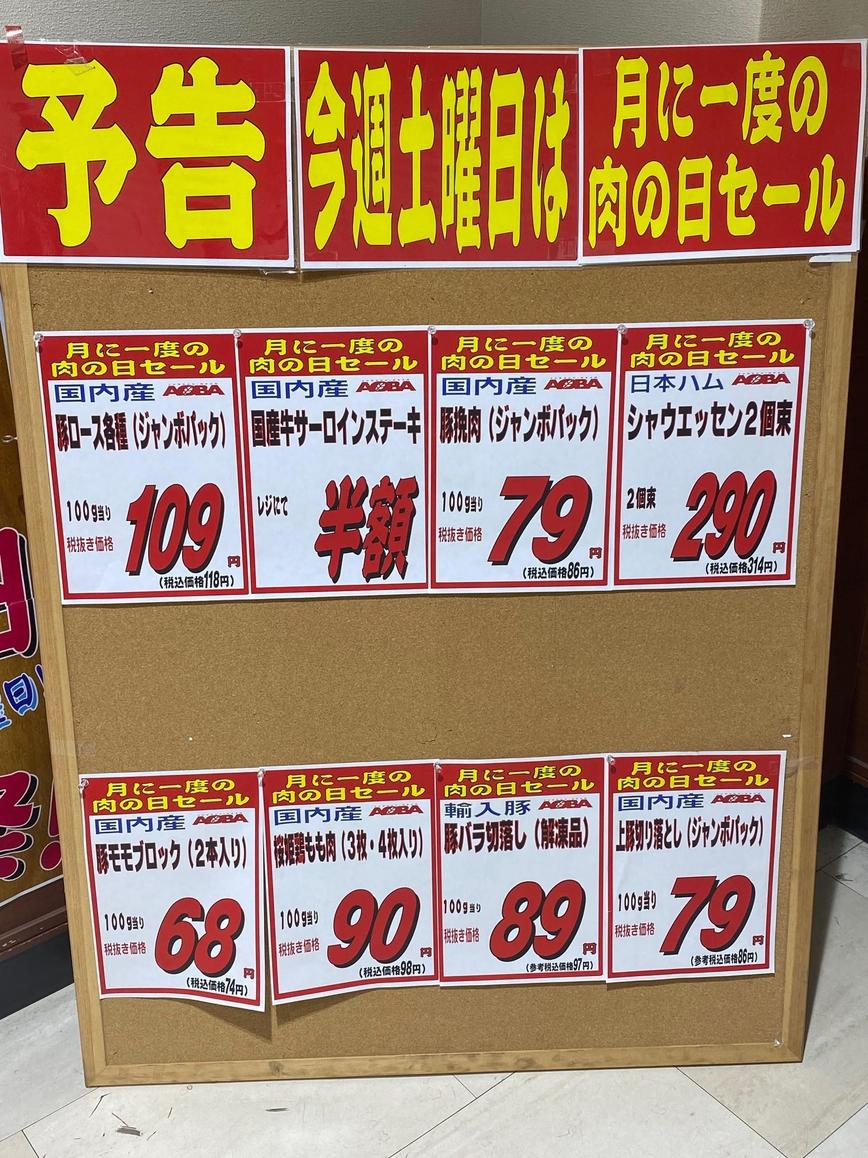 予告
今週土曜日は
月に一度の
肉の日セール
月に一度の
肉の日セール
国内産 AOBA
豚ロース各種(ジャンボパック)
100g当り
税抜き価格
109円
(税込価格118円)
月に一度の
肉の日セール
国内産 AOBA
国産牛サーロインステーキ
レジにて
半額
月に一度の
肉の日セール
国内産 AOBA
豚挽肉(ジャンボパック)
100g当り
税抜き価格
79円
(税込価格86円)
月に一度の
肉の日セール
日本ハム AOBA
シャウエッセン2個束
2個束
税抜き価格
290円
(税込価格314円)
月に一度の
肉の日セール
国内産 AOBA
豚モモブロック(2本入り)
100g当り
税抜き価格
68円
(税込価格74円)
月に一度の
肉の日セール
国内産 AOBA
桜姫鶏もも肉(3枚・4枚入り)
100g当り
税抜き価格
90円
(税込価格98円)
月に一度の
肉の日セール
輸入豚 AOBA
豚バラ切落し(解凍品)
100g当り
税抜き価格
89円
(参考税込価格97円)
月に一度の
肉の日セール
国内産 AOBA
上豚切り落とし(ジャンボパック)
100g当り
税抜き価格
79円
(参考税込価格86円)